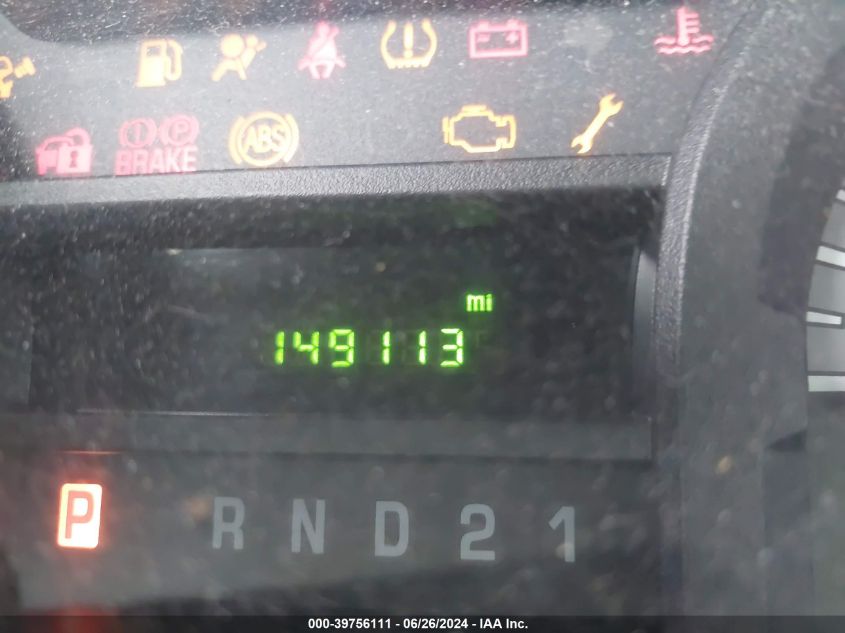 BRAKE ABS
mi
149113
P R N D 2 1
000-39756111 - 06/26/2024 - IAA Inc.